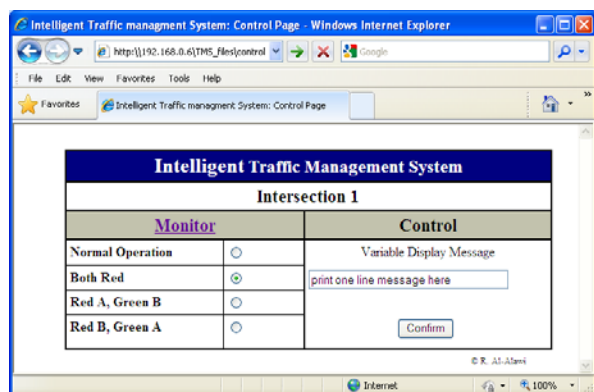 Intelligent Traffic managment System: Control Page - Windows Internet Explorer
http:\\192.168.0.6\TMS_files\control
Google
File Edit View Favorites Tools Help
Favorites
Intelligent Traffic managment System: Control Page
»
Intelligent Traffic Management System
Intersection 1
Monitor Control
Normal Operation Variable Display Message
Both Red print one line message here
Red A, Green B
Red B, Green A Confirm
© R. Al-Alawi
Internet 100%